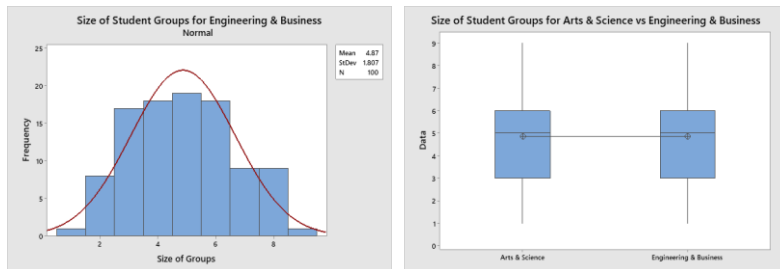 Size of Student Groups for Engineering & Business
Normal
Mean 4.87
StDev 1.807
N 100
Frequency
25
20
15
10
5
0
2 4 6 8
Size of Groups
Size of Student Groups for Arts & Science vs Engineering & Business
Data
9
8
7
6
5
4
3
2
1
0
Arts & Science Engineering & Business